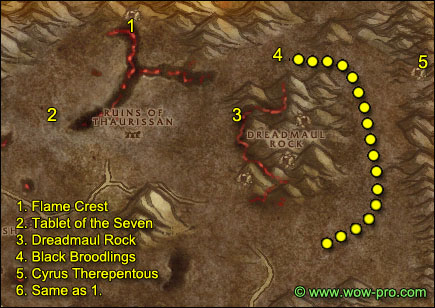 1
4
5
2
RUINS OF
THAURISSAN
3
DREADMAUL
ROCK
1. Flame Crest
2. Tablet of the Seven
3. Dreadmaul Rock
4. Black Broodlings
5. Cyrus Therepentous
6. Same as 1.
© www.wow-pro.com